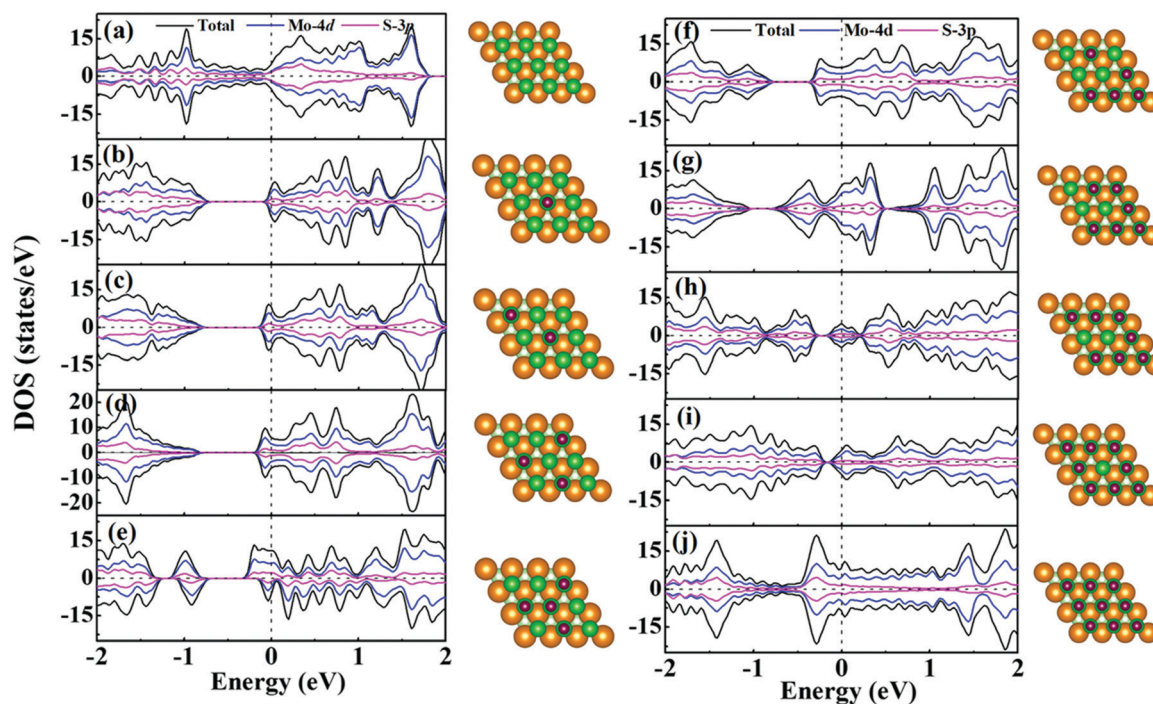 (a) Total Mo-4d S-3p
15
0
-15
(b)
15
0
-15
(c)
15
0
-15
(d)
20
10
0
-10
-20
(e)
15
0
-15
-2 -1 0 1 2
Energy (eV)
DOS (states/eV)
(f) Total Mo-4d S-3p
15
0
-15
(g)
15
0
-15
(h)
15
0
-15
(i)
15
0
-15
(j)
15
0
-15
-2 -1 0 1 2
Energy (eV)